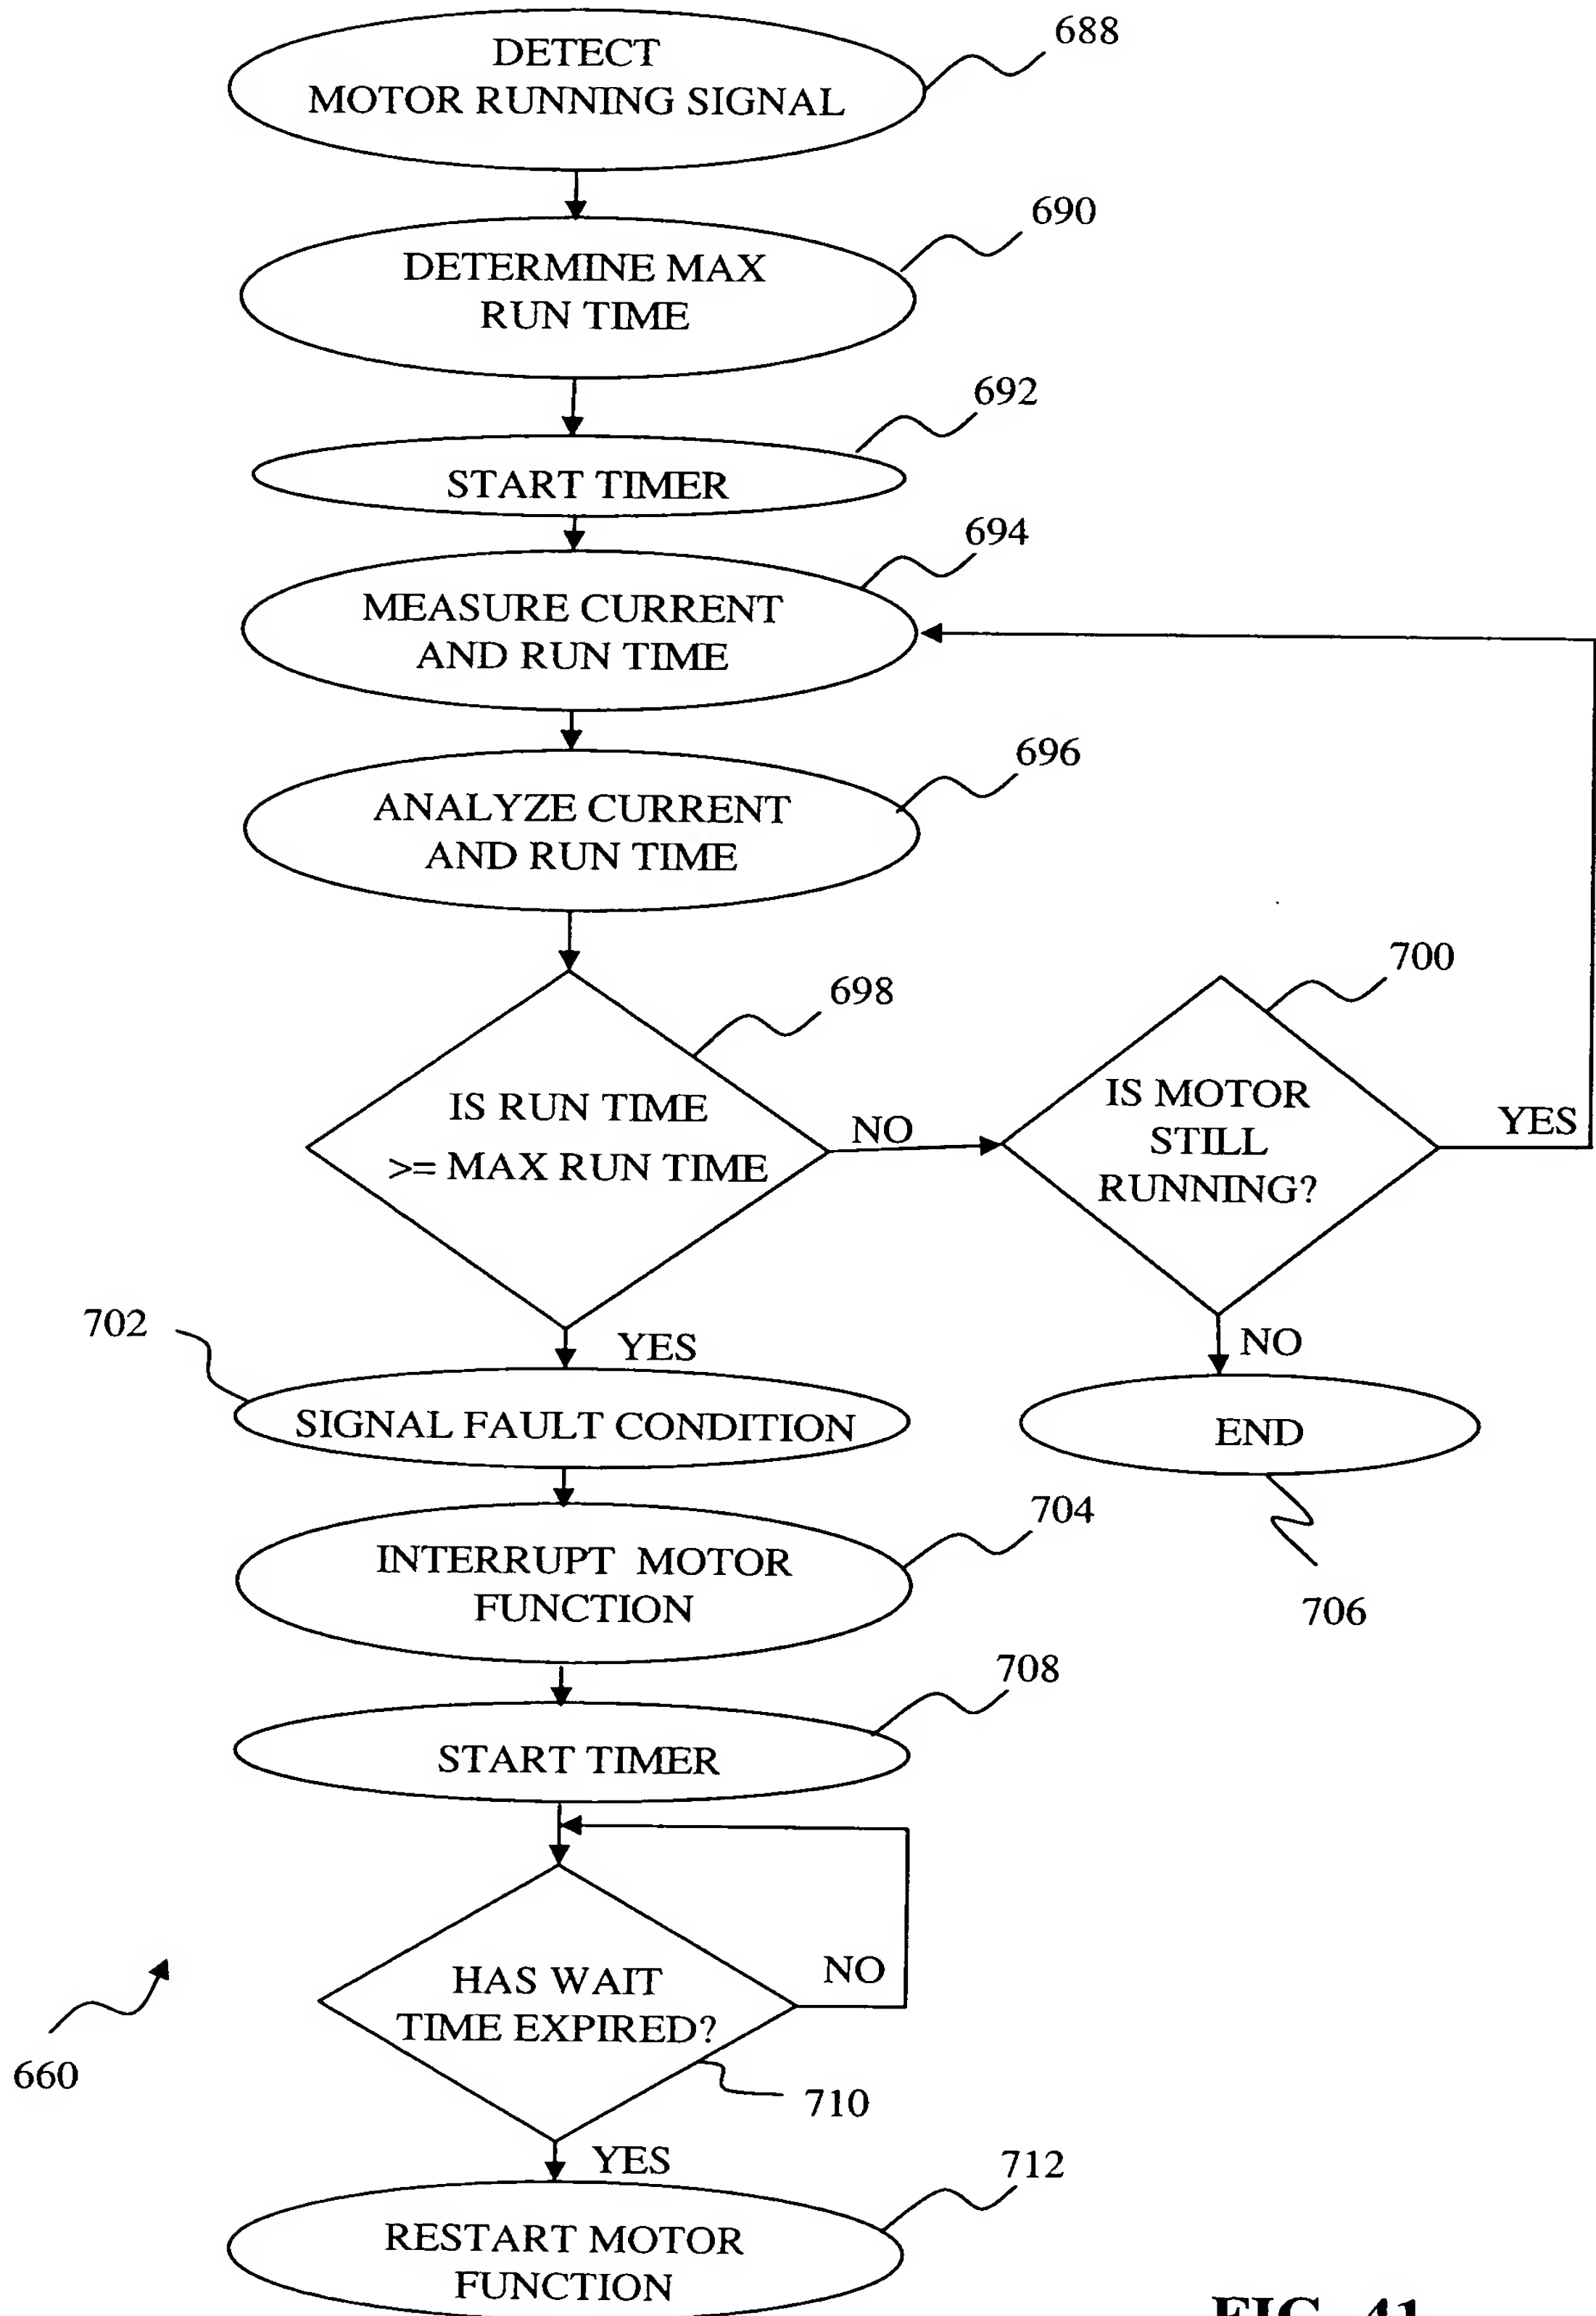 DETECT
MOTOR RUNNING SIGNAL
688
DETERMINE MAX
RUN TIME
690
START TIMER
692
MEASURE CURRENT
AND RUN TIME
694
ANALYZE CURRENT
AND RUN TIME
696
IS RUN TIME
>= MAX RUN TIME
698
NO
IS MOTOR
STILL
RUNNING?
700
YES
NO
END
706
YES
702
SIGNAL FAULT CONDITION
INTERRUPT MOTOR
FUNCTION
704
START TIMER
708
HAS WAIT
TIME EXPIRED?
NO
710
660
YES
RESTART MOTOR
FUNCTION
712
FIG. 41